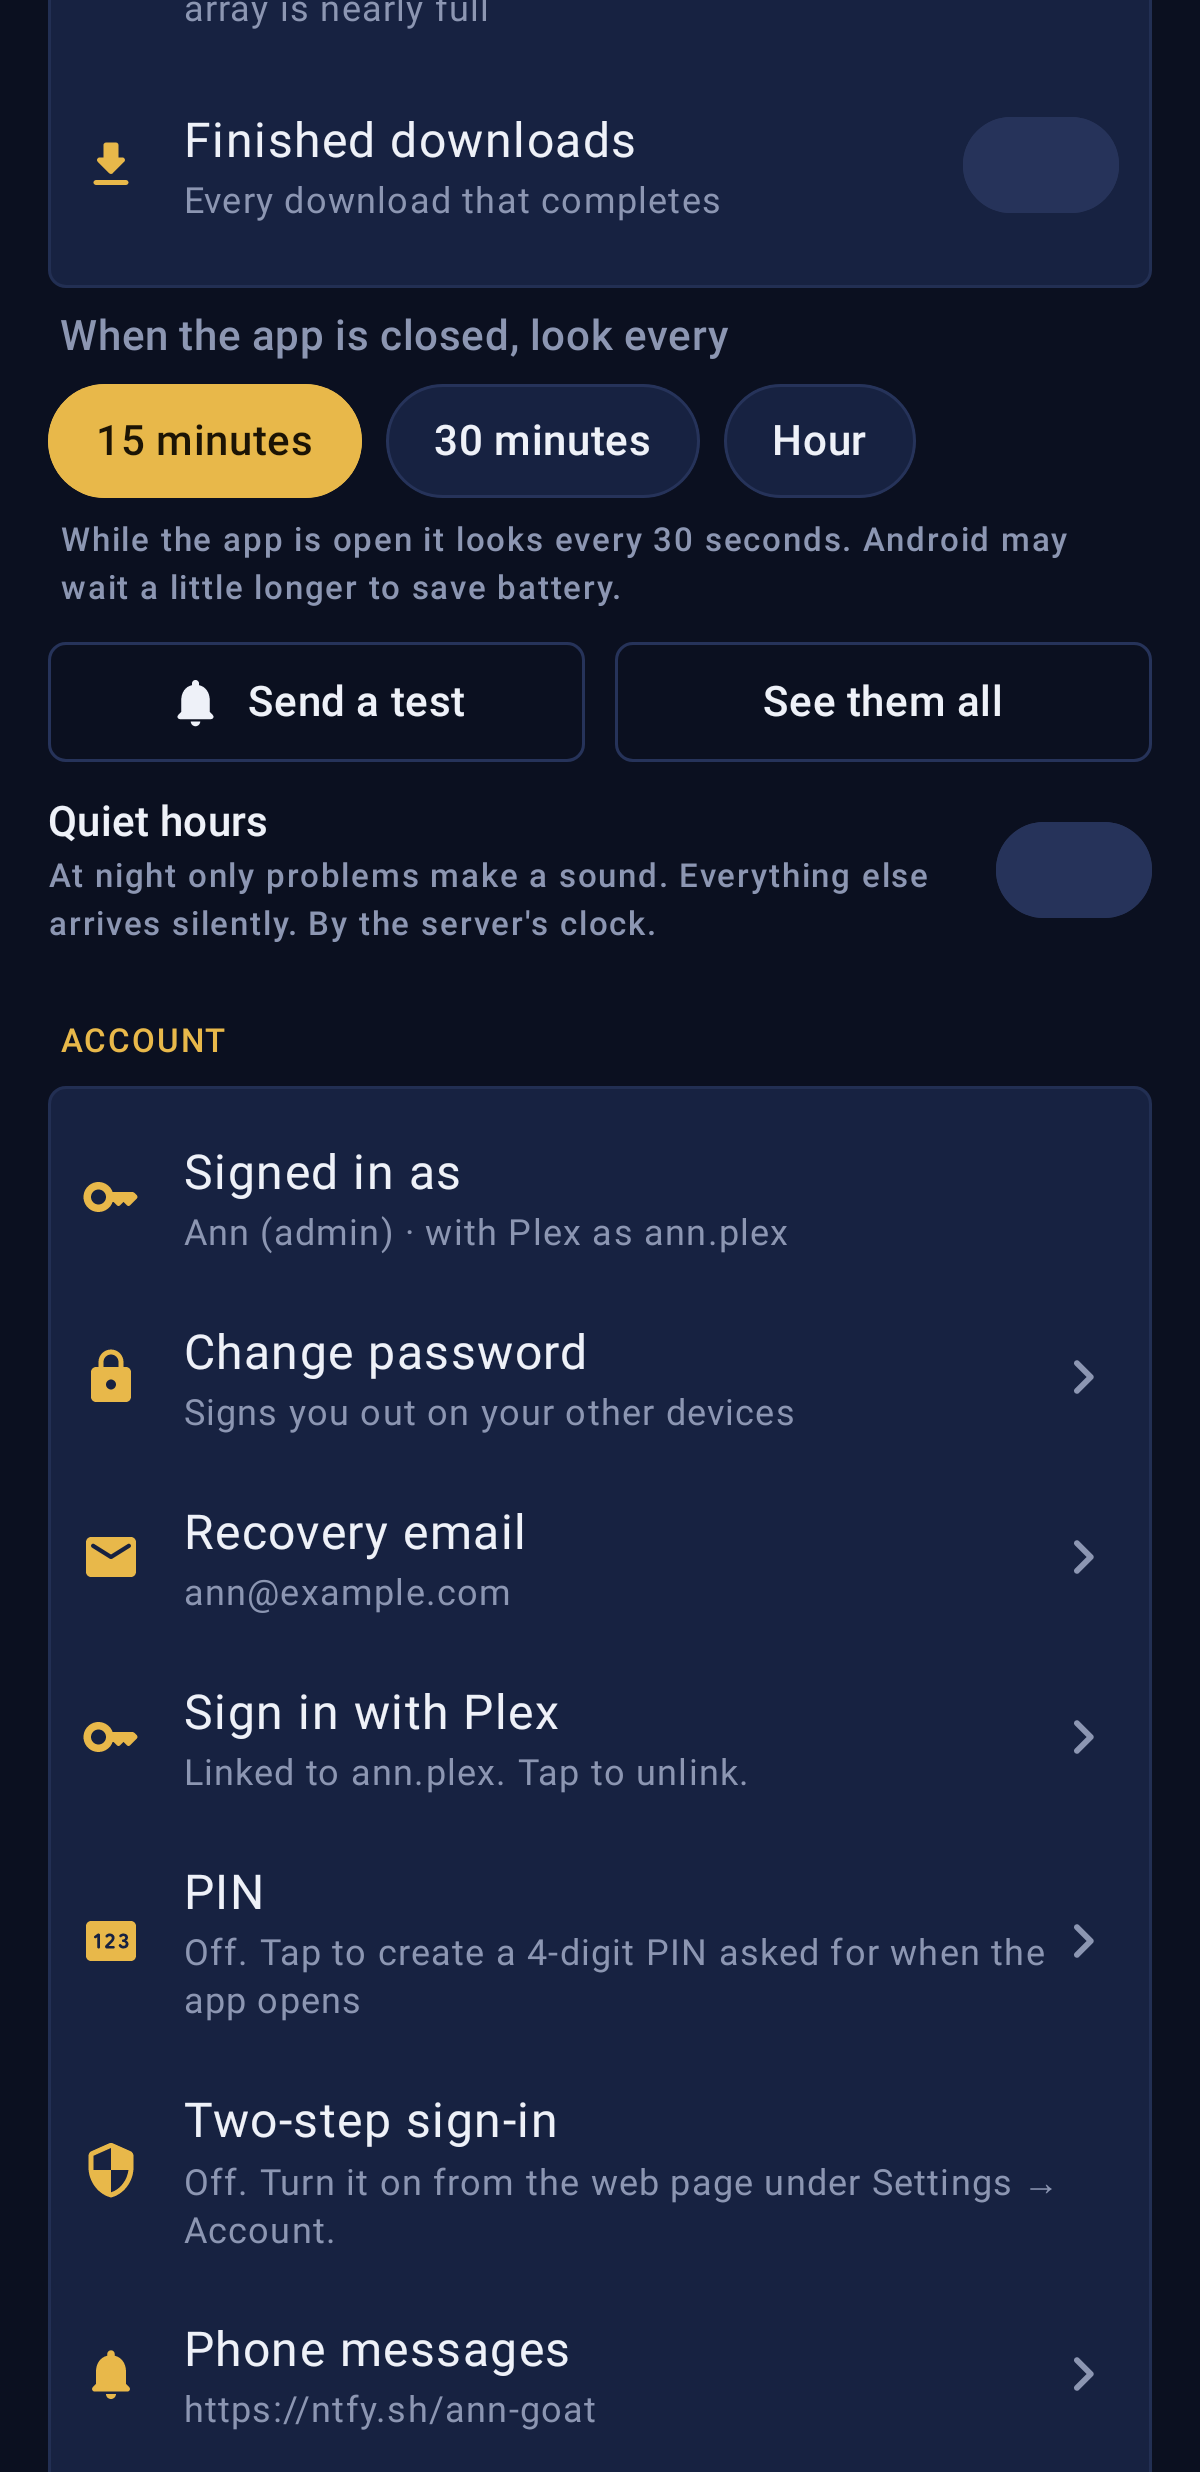 array is nearly full
Finished downloads
Every download that completes
When the app is closed, look every
15 minutes
30 minutes
Hour
While the app is open it looks every 30 seconds. Android may
wait a little longer to save battery.
Send a test
See them all
Quiet hours
At night only problems make a sound. Everything else
arrives silently. By the server's clock.
ACCOUNT
Signed in as
Ann (admin) · with Plex as ann.plex
Change password
Signs you out on your other devices
Recovery email
ann@example.com
Sign in with Plex
Linked to ann.plex. Tap to unlink.
PIN
123
Off. Tap to create a 4-digit PIN asked for when the
app opens
Two-step sign-in
Off. Turn it on from the web page under Settings →
Account.
Phone messages
https://ntfy.sh/ann-goat